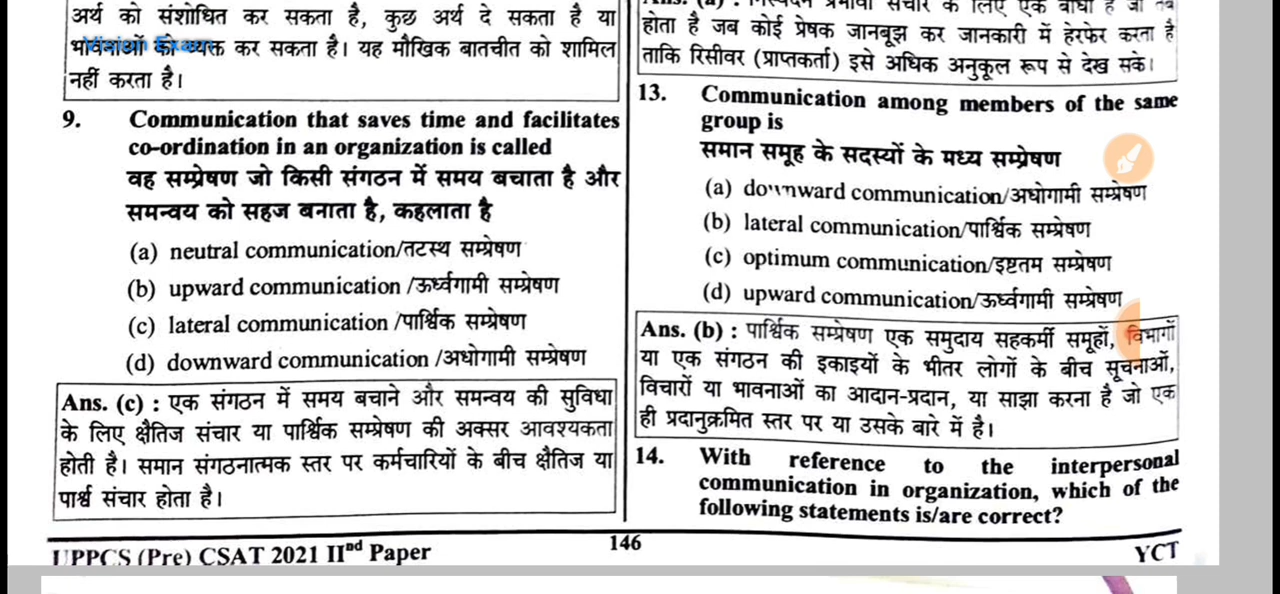 अर्थ को संशोधित कर सकता है, कुछ अर्थ दे सकता है या
भावनाओं को व्यक्त कर सकता है। यह मौखिक बातचीत को शामिल
नहीं करता है।
Vision Exam
9. Communication that saves time and facilitates
co-ordination in an organization is called
वह सम्प्रेषण जो किसी संगठन में समय बचाता है और
समन्वय को सहज बनाता है, कहलाता है
(a) neutral communication/तटस्थ सम्प्रेषण
(b) upward communication /ऊर्ध्वगामी सम्प्रेषण
(c) lateral communication /पार्श्विक सम्प्रेषण
(d) downward communication /अधोगामी सम्प्रेषण
Ans. (c) : एक संगठन में समय बचाने और समन्वय की सुविधा
के लिए क्षैतिज संचार या पार्श्विक सम्प्रेषण की अक्सर आवश्यकता
होती है। समान संगठनात्मक स्तर पर कर्मचारियों के बीच क्षैतिज या
पार्श्व संचार होता है।
Ans. (a) : निस्यंदन प्रभावी संचार के लिए एक बाधा है जो तब
होता है जब कोई प्रेषक जानबूझ कर जानकारी में हेरफेर करता है
ताकि रिसीवर (प्राप्तकर्ता) इसे अधिक अनुकूल रूप से देख सके।
13. Communication among members of the same
group is
समान समूह के सदस्यों के मध्य सम्प्रेषण
(a) downward communication/अधोगामी सम्प्रेषण
(b) lateral communication/पार्श्विक सम्प्रेषण
(c) optimum communication/इष्टतम सम्प्रेषण
(d) upward communication/ऊर्ध्वगामी सम्प्रेषण
Ans. (b) : पार्श्विक सम्प्रेषण एक समुदाय सहकर्मी समूहों, विभागों
या एक संगठन की इकाइयों के भीतर लोगों के बीच सूचनाओं,
विचारों या भावनाओं का आदान-प्रदान, या साझा करना है जो एक
ही प्रदानुक्रमित स्तर पर या उसके बारे में है।
14. With reference to the interpersonal
communication in organization, which of the
following statements is/are correct?
UPPCS (Pre) CSAT 2021 IInd Paper
146
YCT